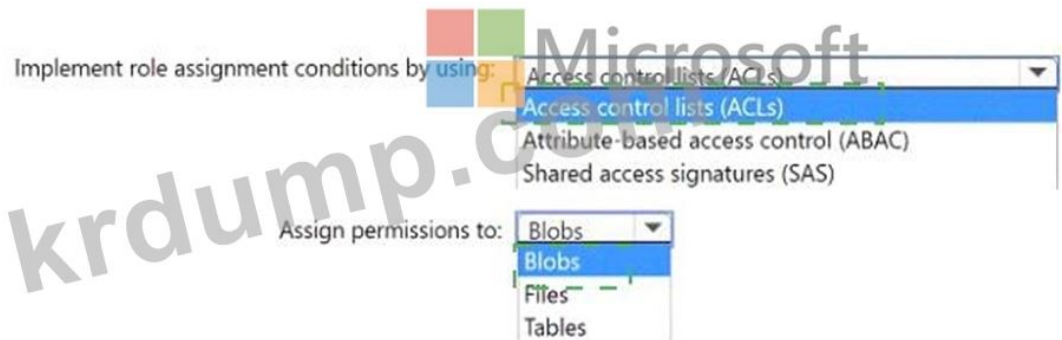 Microsoft
Implement role assignment conditions by using:
Access control lists (ACLs)
Access control lists (ACLs)
Attribute-based access control (ABAC)
Shared access signatures (SAS)
krdump.com
Assign permissions to:
Blobs
Blobs
Files
Tables